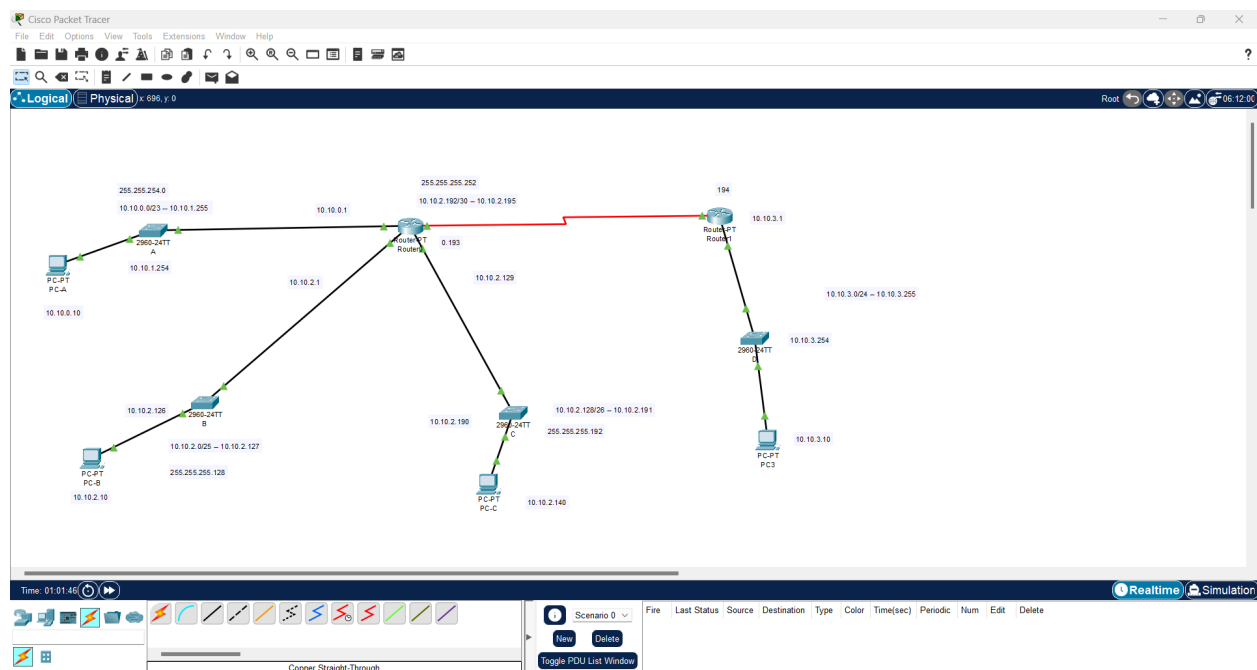 Cisco Packet Tracer
File Edit Options View Tools Extensions Window Help
?
Logical Physical x: 696, y: 0 Root 06:12:00
255.255.254.0
10.10.0.0/23 -- 10.10.1.255
10.10.0.1
255.255.255.252
10.10.2.192/30 -- 10.10.2.195
194
10.10.3.1
2960-24TT
A
10.10.1.254
Router-PT
0.193
Router-PT
Router1
PC-PT
PC-A
10.10.0.10
10.10.2.1
10.10.2.129
10.10.3.0/24 -- 10.10.3.255
2960-24TT
D
10.10.3.254
10.10.2.126
2960-24TT
B
10.10.2.0/25 -- 10.10.2.127
255.255.255.128
PC-PT
PC-B
10.10.2.10
10.10.2.190
2960-24TT
C
10.10.2.128/26 -- 10.10.2.191
255.255.255.192
PC-PT
PC-C
10.10.2.140
PC-PT
PC3
10.10.3.10
Time: 01:01:46 Realtime Simulation
Scenario 0
New Delete
Toggle PDU List Window
Fire Last Status Source Destination Type Color Time(sec) Periodic Num Edit Delete
Copper Straight-Through